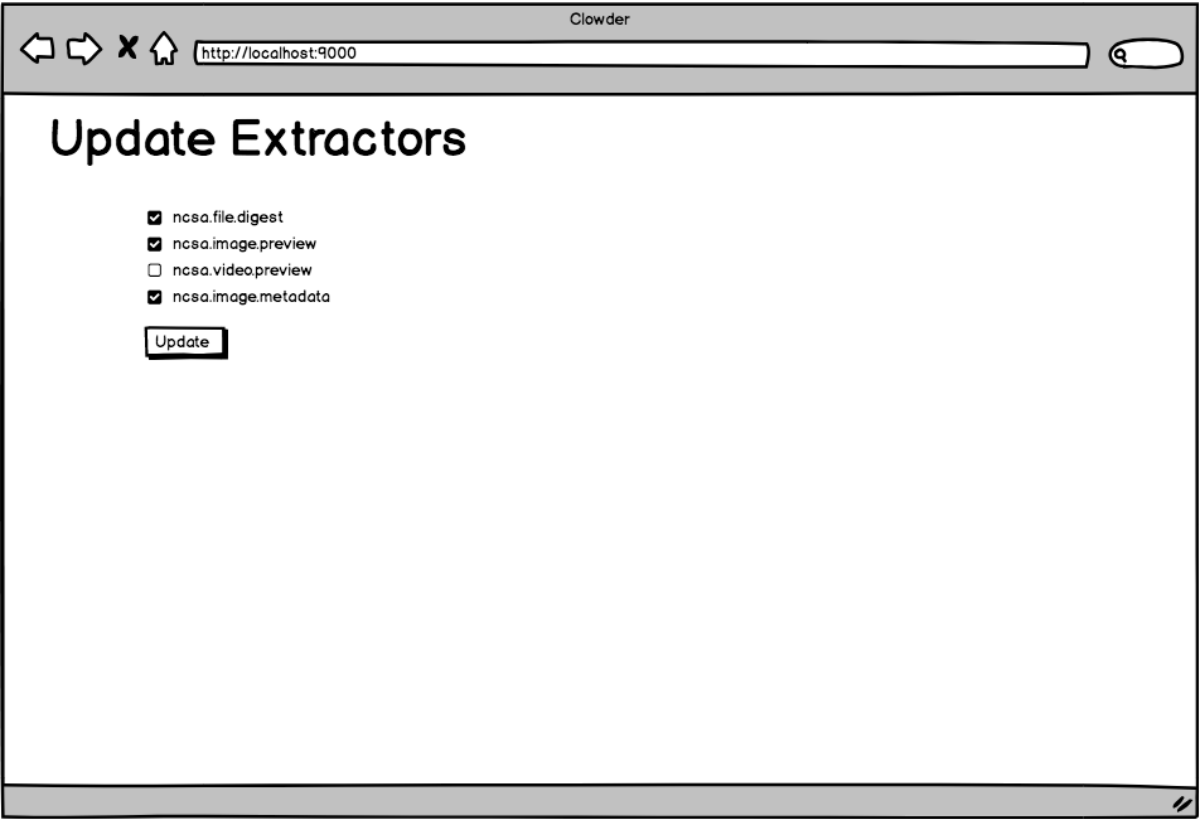 Clowder
http://localhost:9000
Update Extractors
ncsa.file.digest
ncsa.image.preview
ncsa.video.preview
ncsa.image.metadata
Update